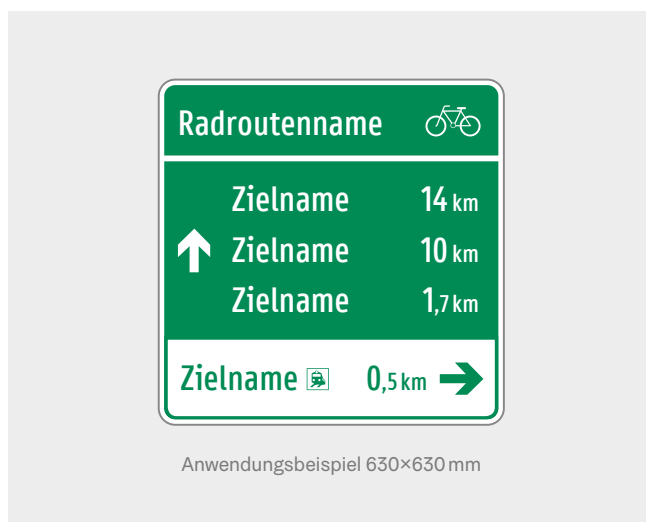 Radroutenname
Zielname 14 km
Zielname 10 km
Zielname 1,7 km
Zielname 0,5 km
Anwendungsbeispiel 630×630 mm